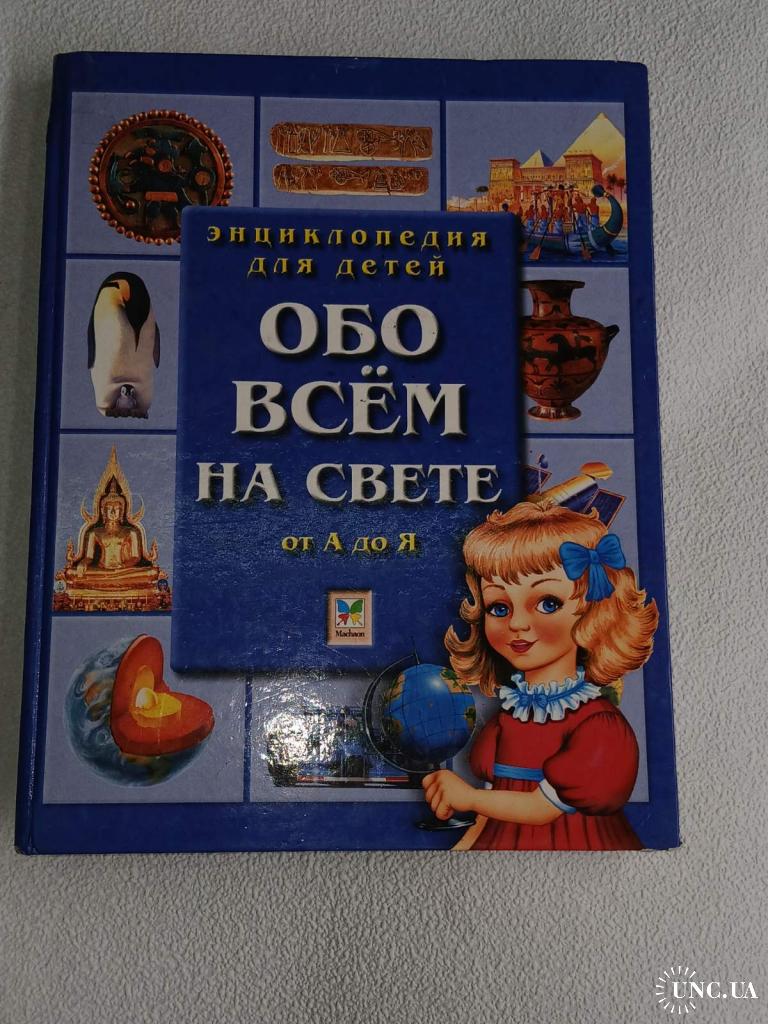 ЭНЦИКЛОПЕДИЯ
ДЛЯ ДЕТЕЙ
ОБО
ВСЁМ
НА СВЕТЕ
от А до Я
Machaon
UNC.UA